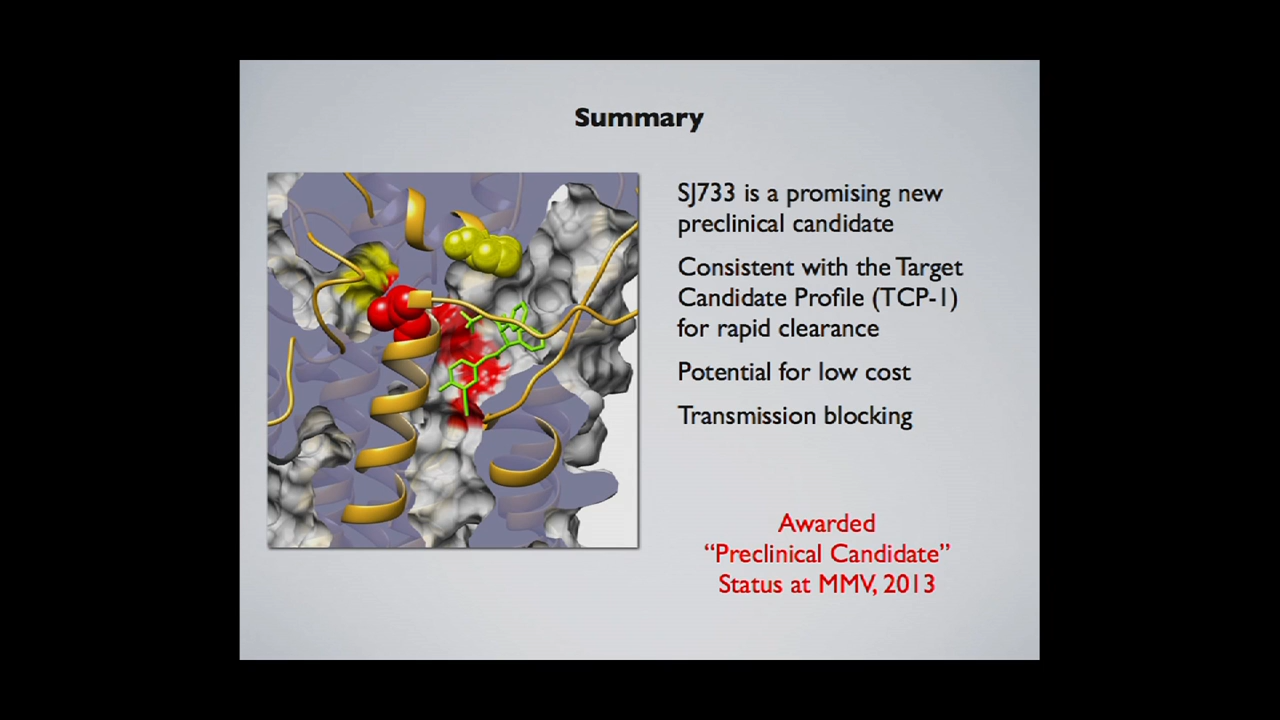 Summary
SJ733 is a promising new
preclinical candidate
Consistent with the Target
Candidate Profile (TCP-1)
for rapid clearance
Potential for low cost
Transmission blocking
Awarded
“Preclinical Candidate”
Status at MMV, 2013